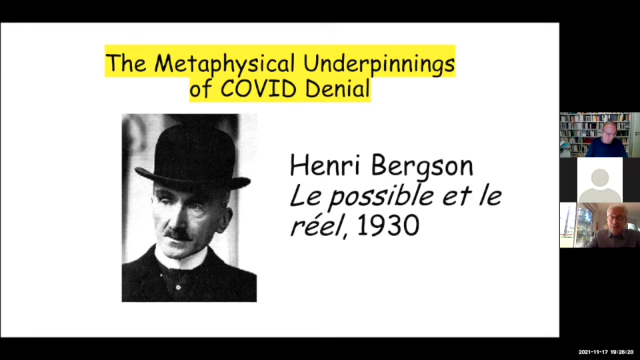 The Metaphysical Underpinnings
of COVID Denial
Henri Bergson
Le possible et le
réel, 1930
2021-11-17 19:26:20